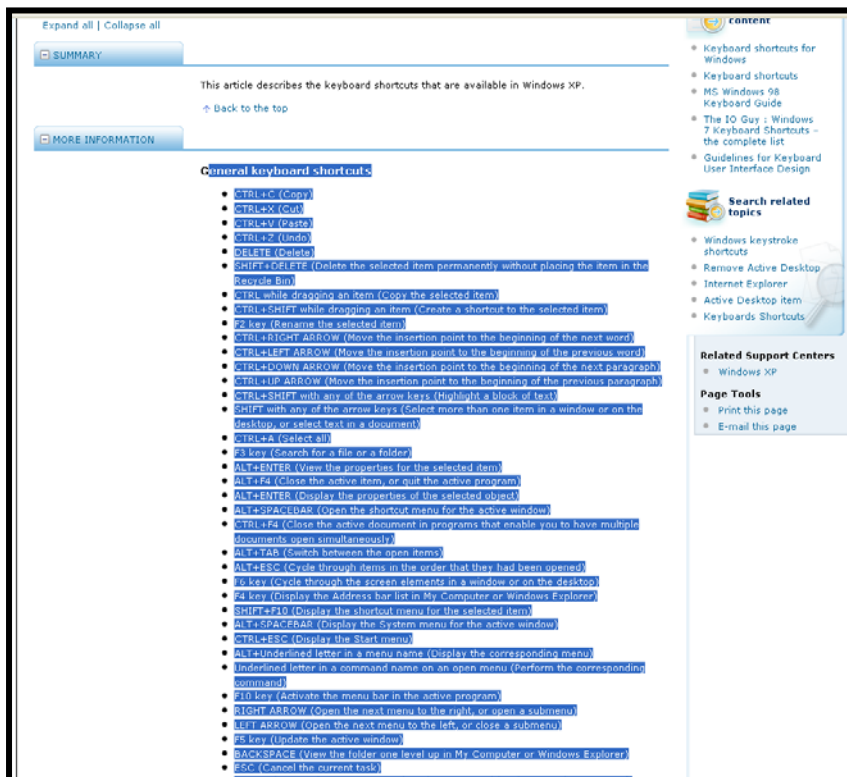 Expand all | Collapse all
SUMMARY
This article describes the keyboard shortcuts that are available in Windows XP.
Back to the top
MORE INFORMATION
General keyboard shortcuts
CTRL+C (Copy)
CTRL+X (Cut)
CTRL+V (Paste)
CTRL+Z (Undo)
DELETE (Delete)
SHIFT+DELETE (Delete the selected item permanently without placing the item in the
Recycle Bin)
CTRL while dragging an item (Copy the selected item)
CTRL+SHIFT while dragging an item (Create a shortcut to the selected item)
F2 key (Rename the selected item)
CTRL+RIGHT ARROW (Move the insertion point to the beginning of the next word)
CTRL+LEFT ARROW (Move the insertion point to the beginning of the previous word)
CTRL+DOWN ARROW (Move the insertion point to the beginning of the next paragraph)
CTRL+UP ARROW (Move the insertion point to the beginning of the previous paragraph)
CTRL+SHIFT with any of the arrow keys (Highlight a block of text)
SHIFT with any of the arrow keys (Select more than one item in a window or on the
desktop, or select text in a document)
CTRL+A (Select all)
F3 key (Search for a file or a folder)
ALT+ENTER (View the properties for the selected item)
ALT+F4 (Close the active item, or quit the active program)
ALT+ENTER (Display the properties of the selected object)
ALT+SPACEBAR (Open the shortcut menu for the active window)
CTRL+F4 (Close the active document in programs that enable you to have multiple
documents open simultaneously)
ALT+TAB (Switch between the open items)
ALT+ESC (Cycle through items in the order that they had been opened)
F6 key (Cycle through the screen elements in a window or on the desktop)
F4 key (Display the Address bar list in My Computer or Windows Explorer)
SHIFT+F10 (Display the shortcut menu for the selected item)
ALT+SPACEBAR (Display the System menu for the active window)
CTRL+ESC (Display the Start menu)
ALT+Underlined letter in a menu name (Display the corresponding menu)
Underlined letter in a command name on an open menu (Perform the corresponding
command)
F10 key (Activate the menu bar in the active program)
RIGHT ARROW (Open the next menu to the right, or open a submenu)
LEFT ARROW (Open the next menu to the left, or close a submenu)
F5 key (Update the active window)
BACKSPACE (View the folder one level up in My Computer or Windows Explorer)
ESC (Cancel the current task)
content
Keyboard shortcuts for
Windows
Keyboard shortcuts
MS Windows 98
Keyboard Guide
The IO Guy : Windows
7 Keyboard Shortcuts –
the complete list
Guidelines for Keyboard
User Interface Design
Search related
topics
Windows keystroke
shortcuts
Remove Active Desktop
Internet Explorer
Active Desktop item
Keyboards Shortcuts
Related Support Centers
Windows XP
Page Tools
Print this page
E-mail this page